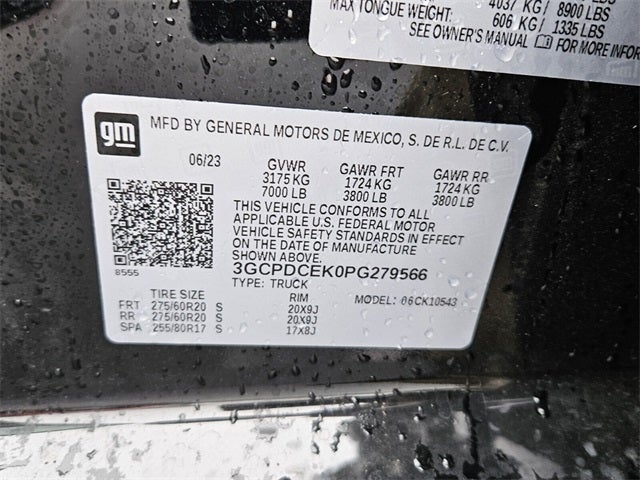 4037 KG/ 8900 LBS
MAX TONGUE WEIGHT: 606 KG/ 1335LBS
SEE OWNER'S MANUAL FOR MORE INFOR
gm
MFD BY GENERAL MOTORS DE MEXICO, S. DE R.L. DE C.V.
06/23 GVWR GAWR FRT GAWR RR
3175 KG 1724 KG 1724 KG
7000 LB 3800 LB 3800 LB
THIS VEHICLE CONFORMS TO ALL
APPLICABLE U.S. FEDERAL MOTOR
VEHICLE SAFETY STANDARDS IN EFFECT
ON THE DATE OF MANUFACTURE
SHOWN ABOVE.
8555
3GCPDCEK0PG279566
TYPE: TRUCK
TIRE SIZE RIM MODEL: 06CK10543
FRT 275/60R20 S 20X9J
RR 275/60R20 S 20X9J
SPA 255/80R17 S 17X8J